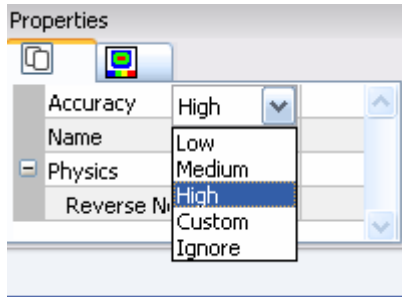 Properties
Accuracy High
Name
Low
Physics
Medium
High
Reverse
Custom
Ignore